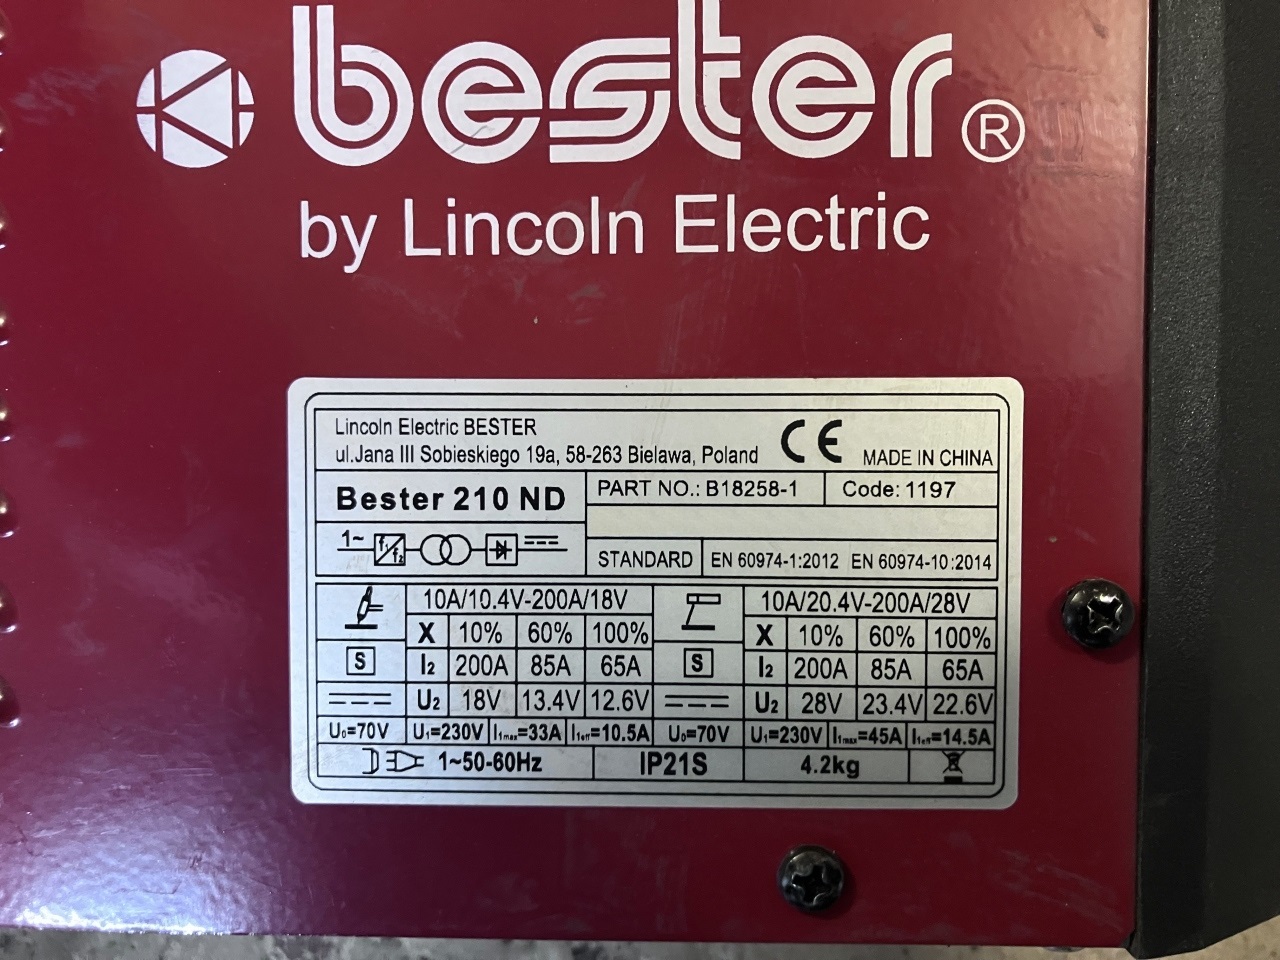 bester®
by Lincoln Electric
Lincoln Electric BESTER
ul.Jana III Sobieskiego 19a, 58-263 Bielawa, Poland
CE
MADE IN CHINA
Bester 210 ND
PART NO.: B18258-1
Code: 1197
1~
f₁
f₂
STANDARD
EN 60974-1:2012 EN 60974-10:2014
10A/10.4V-200A/18V
X 10% 60% 100%
S
I₂ 200A 85A 65A
U₂ 18V 13.4V 12.6V
U₀=70V U₁=230V I₁max=33A I₁eff=10.5A
10A/20.4V-200A/28V
X 10% 60% 100%
S
I₂ 200A 85A 65A
U₂ 28V 23.4V 22.6V
U₀=70V U₁=230V I₁max=45A I₁eff=14.5A
1~50-60Hz
IP21S
4.2kg